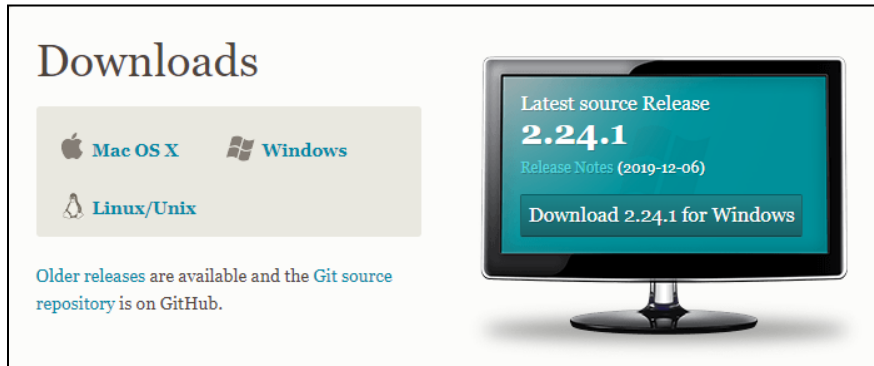 Downloads
Mac OS X
Windows
Linux/Unix
Older releases are available and the Git source
repository is on GitHub.
Latest source Release
2.24.1
Release Notes (2019-12-06)
Download 2.24.1 for Windows